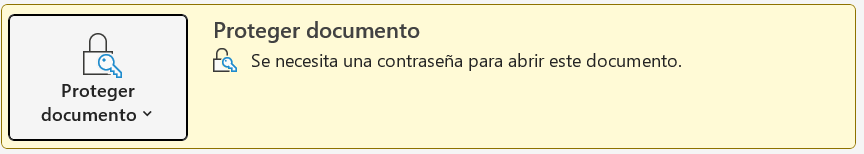 Proteger documento
Se necesita una contraseña para abrir este documento.
Proteger
documento